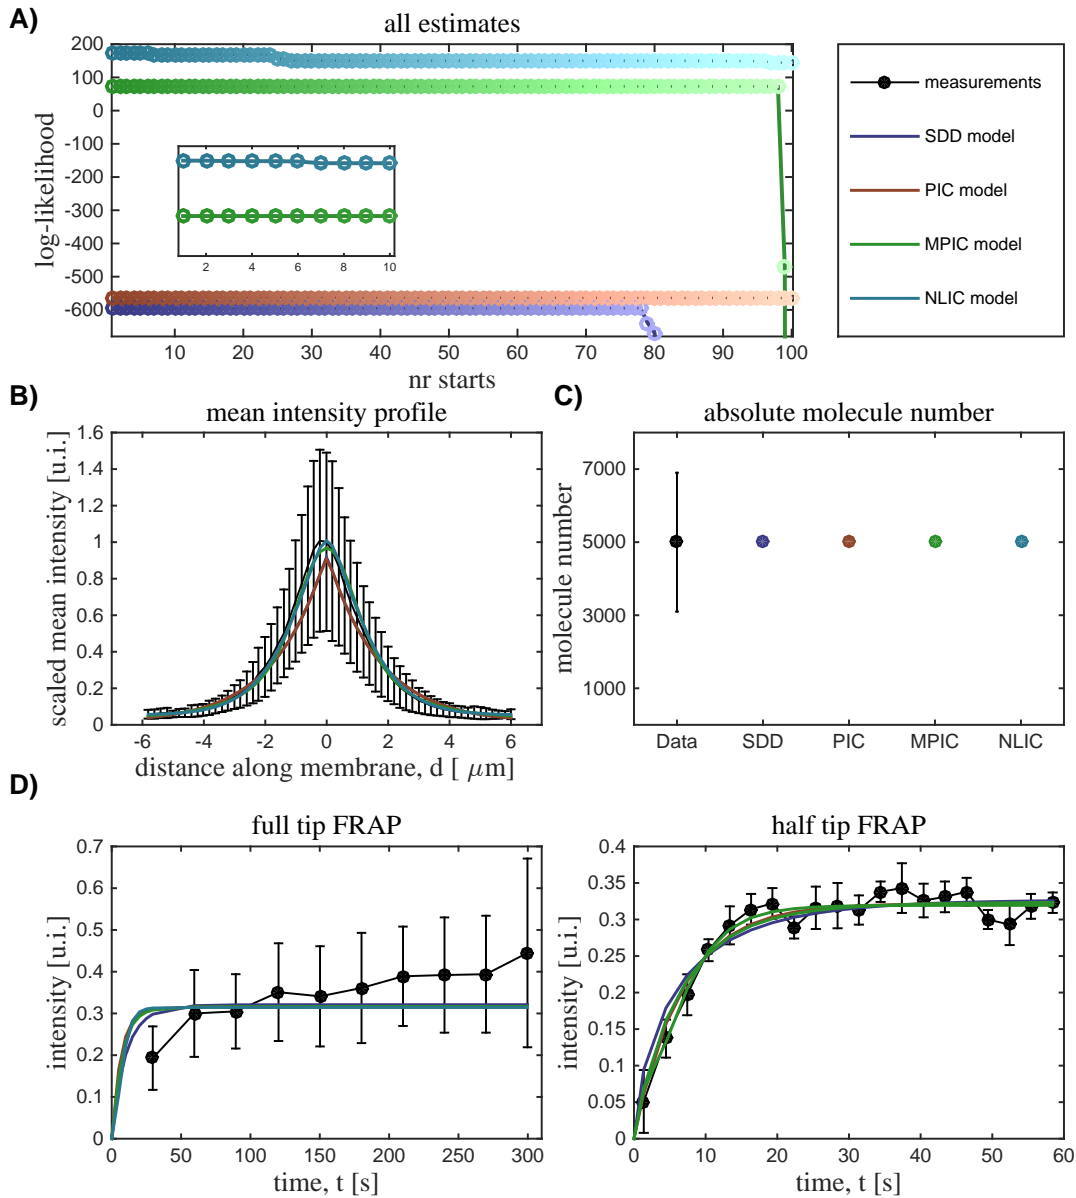 A)
all estimates
log-likelihood
200
100
0
-100
-200
-300
-400
-500
-600
2 4 6 8 10
10 20 30 40 50 60 70 80 90 100
nr starts
measurements
SDD model
PIC model
MPIC model
NLIC model
B)
mean intensity profile
scaled mean intensity [u.i.]
1.6
1.4
1.2
1
0.8
0.6
0.4
0.2
0
-6 -4 -2 0 2 4 6
distance along membrane, d [ μm]
C)
absolute molecule number
molecule number
7000
5000
3000
1000
Data SDD PIC MPIC NLIC
D)
full tip FRAP
intensity [u.i.]
0.7
0.6
0.5
0.4
0.3
0.2
0.1
0
0 50 100 150 200 250 300
time, t [s]
half tip FRAP
intensity [u.i.]
0.4
0.35
0.3
0.25
0.2
0.15
0.1
0.05
0
0 10 20 30 40 50 60
time, t [s]